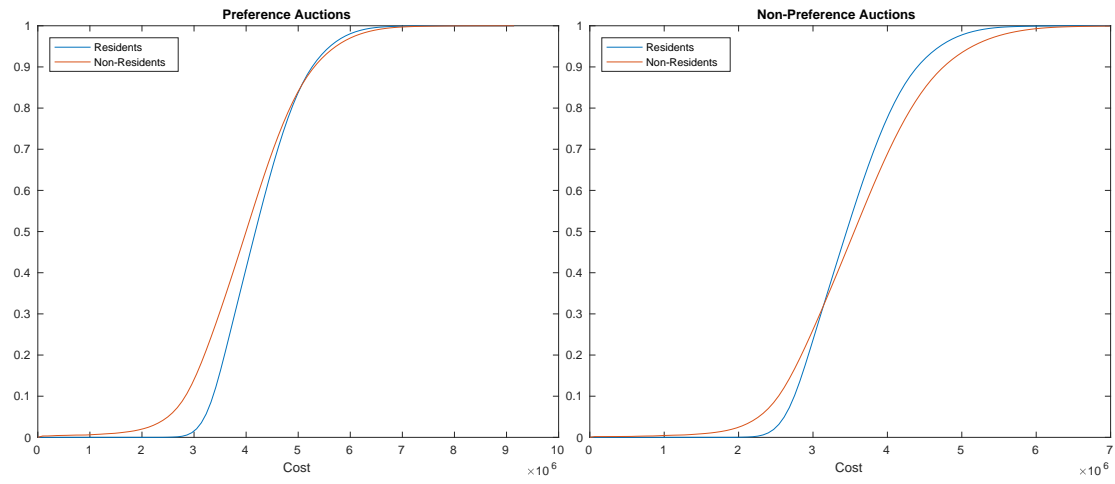 Preference Auctions
1
0.9
0.8
0.7
0.6
0.5
0.4
0.3
0.2
0.1
0
Residents
Non-Residents
0 1 2 3 4 5 6 7 8 9 10
Cost
×10 6
Non-Preference Auctions
1
0.9
0.8
0.7
0.6
0.5
0.4
0.3
0.2
0.1
0
Residents
Non-Residents
0 1 2 3 4 5 6 7
Cost
×10 6